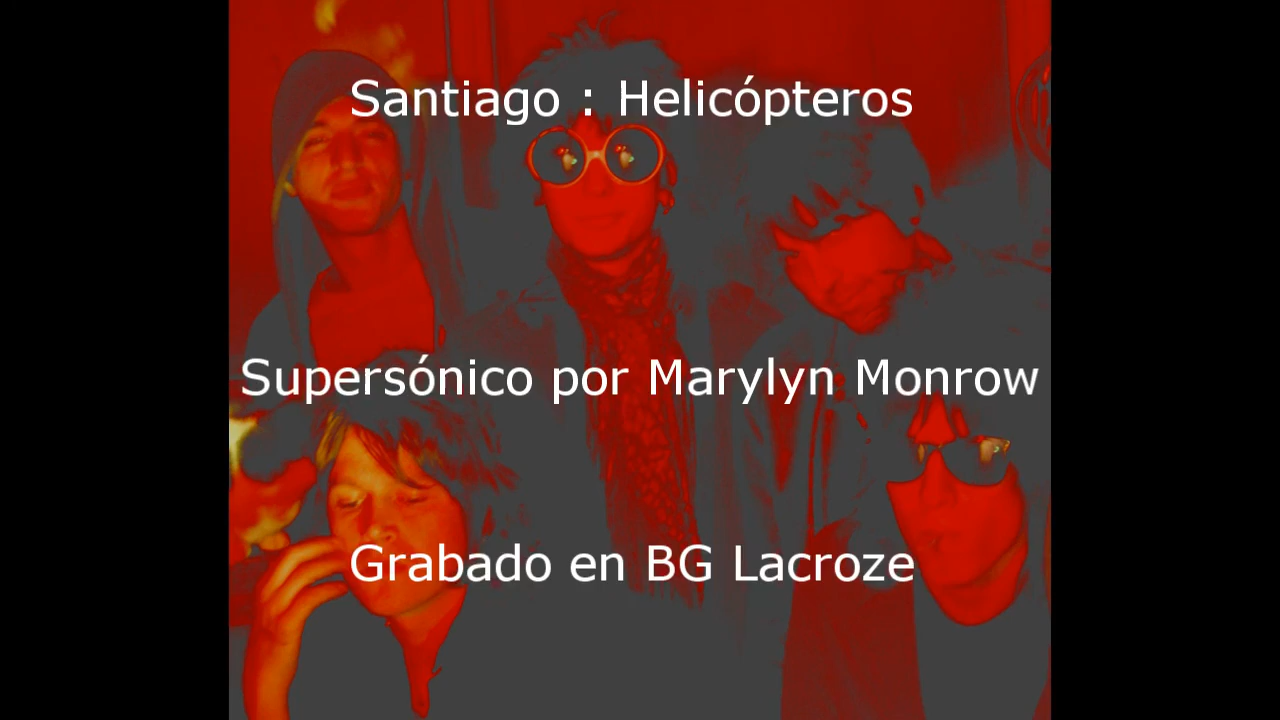 Santiago : Helicópteros
Supersónico por Marylyn Monrow
Grabado en BG Lacroze